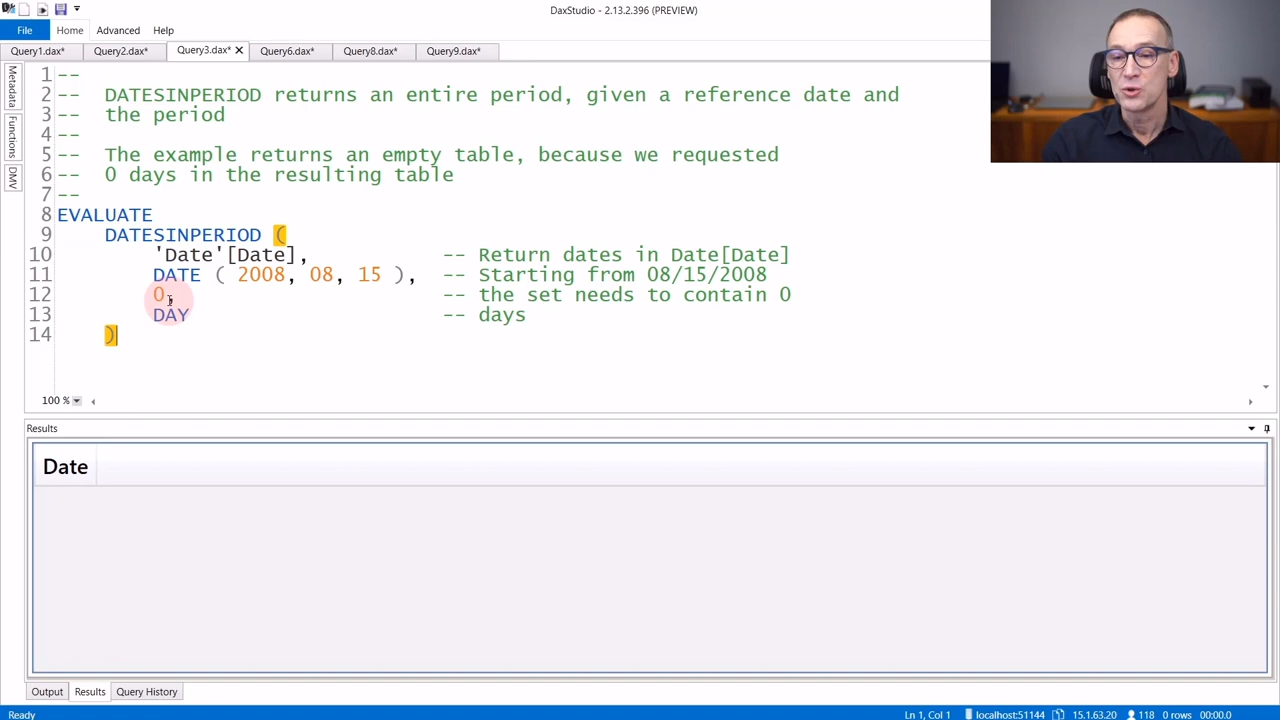 DaxStudio - 2.13.2.396 (PREVIEW)
File Home Advanced Help
Query1.dax* Query2.dax* Query3.dax* Query6.dax* Query8.dax* Query9.dax*
Metadata
Functions
DMV
1 --
2 -- DATESINPERIOD returns an entire period, given a reference date and
3 -- the period
4 --
5 -- The example returns an empty table, because we requested
6 -- 0 days in the resulting table
7 --
8 EVALUATE
9 DATESINPERIOD (
10 'Date'[Date], -- Return dates in Date[Date]
11 DATE ( 2008, 08, 15 ), -- Starting from 08/15/2008
12 0, -- the set needs to contain 0
13 DAY -- days
14 )
100 %
Results
Date
Output Results Query History
Ready Ln 1, Col 1 localhost:51144 15.1.63.20 118 0 rows 00:00.0